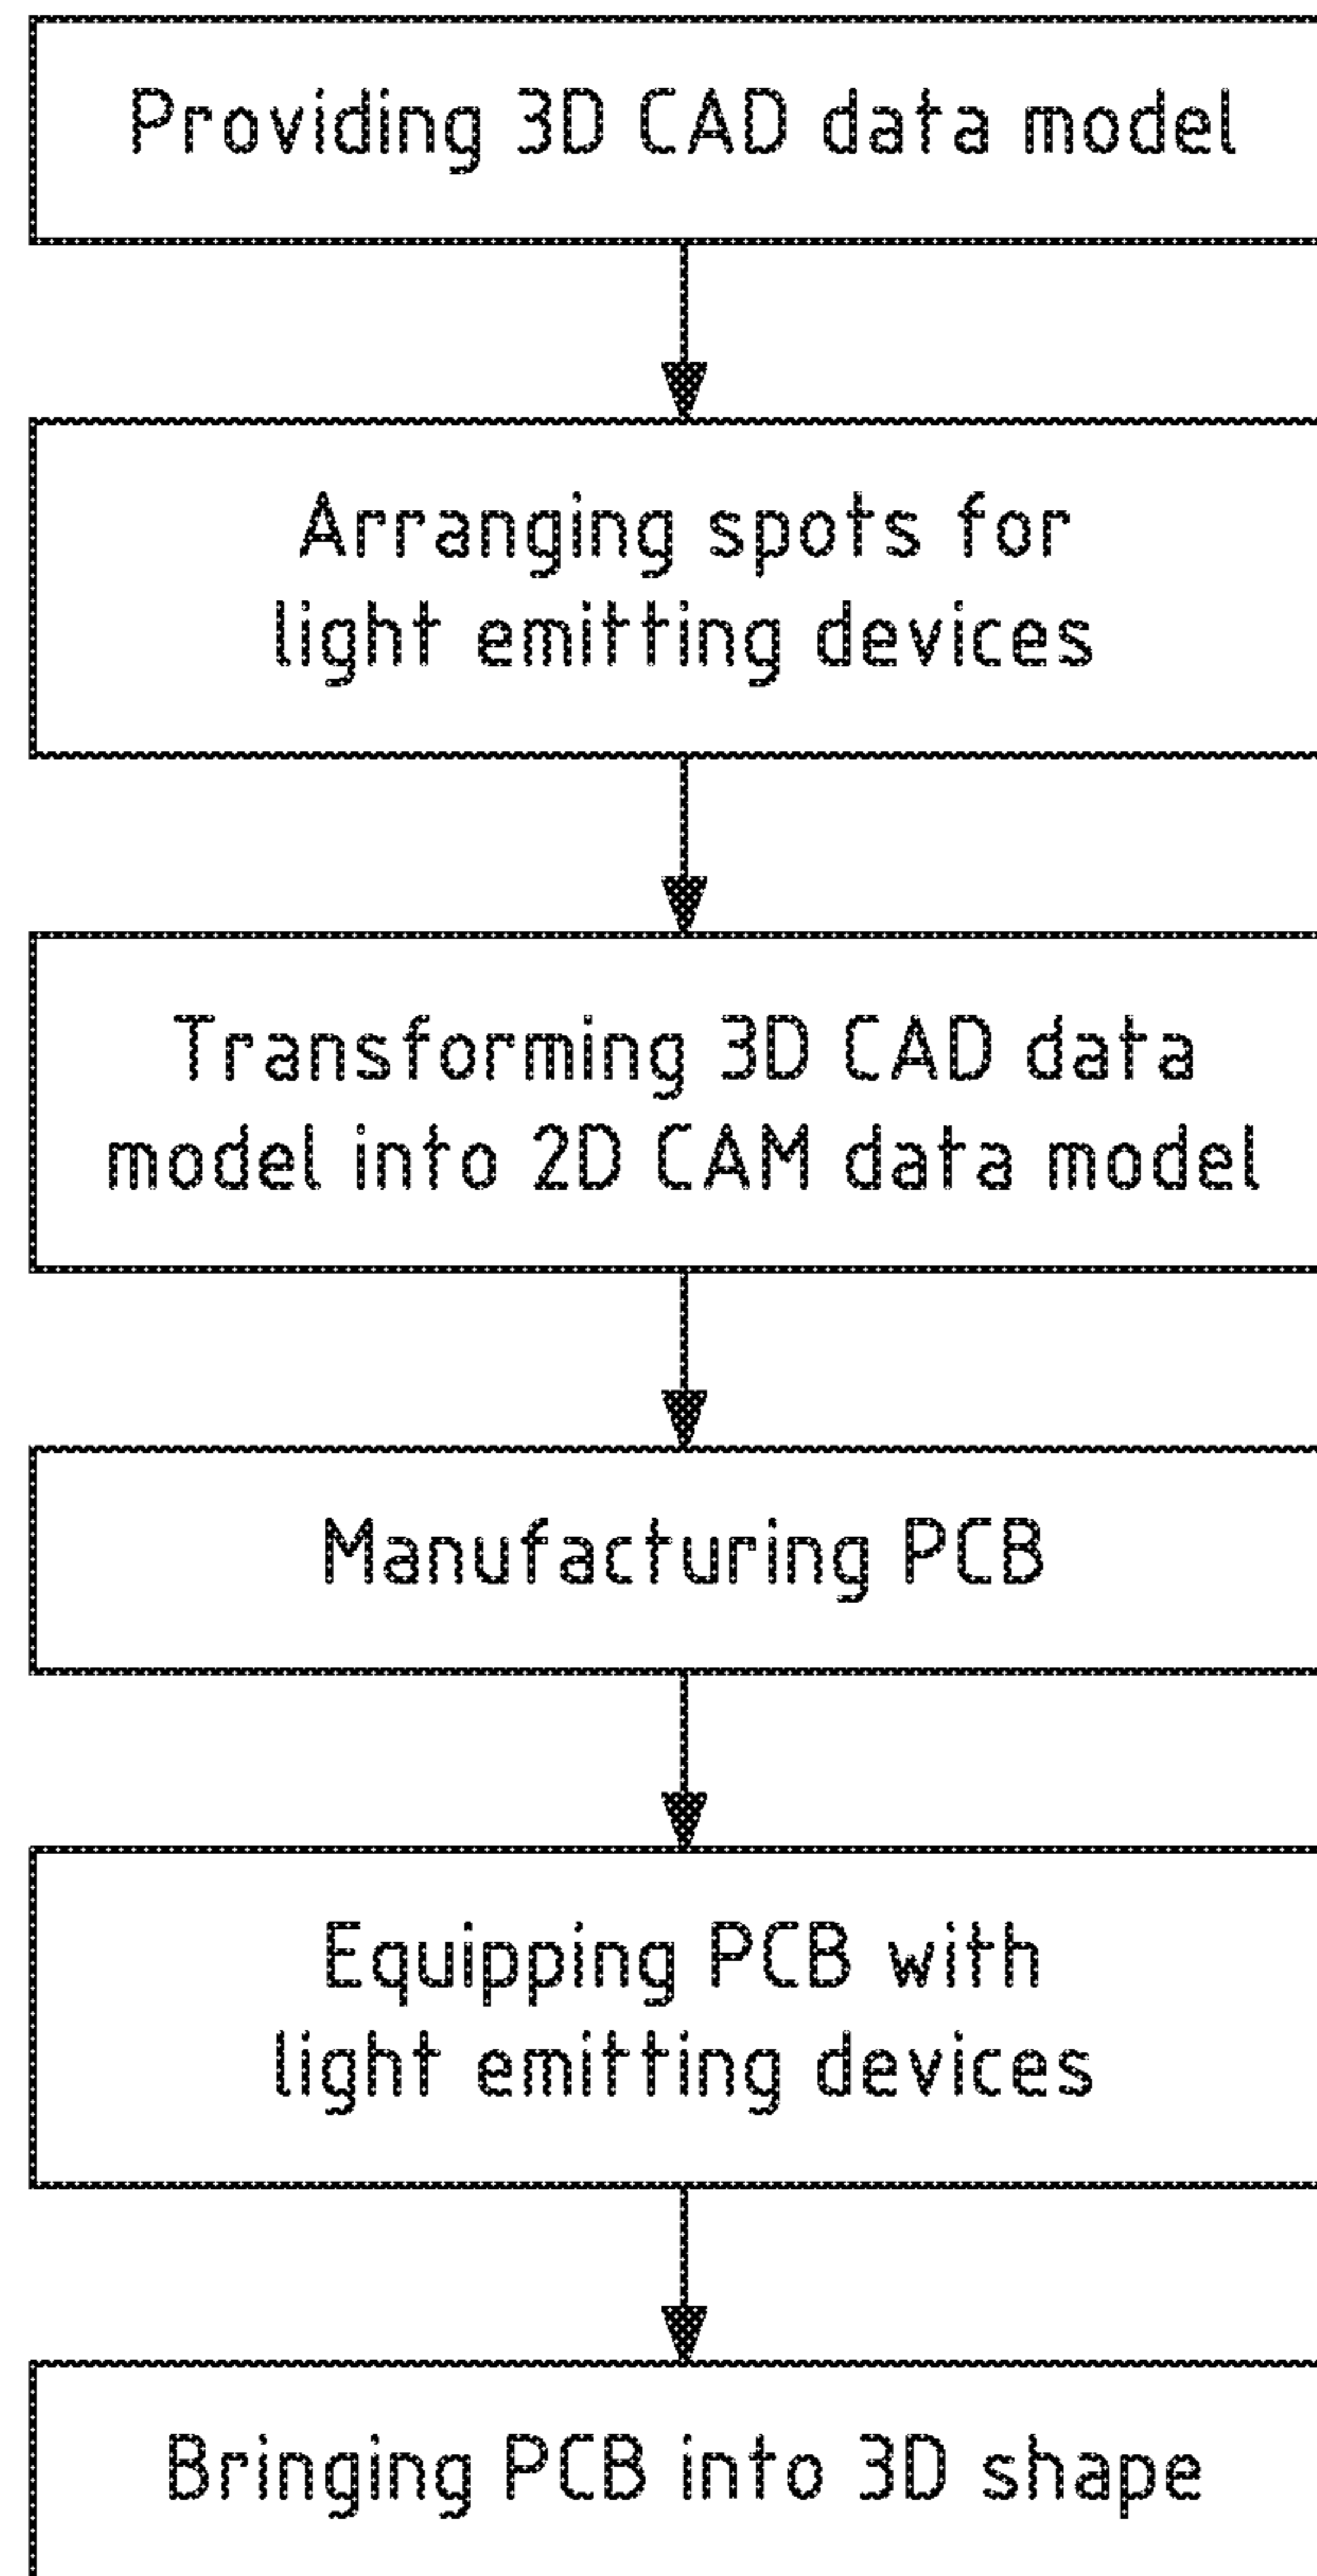 Providing 3D CAD data model
Arranging spots for
light emitting devices
Transforming 3D CAD data
model into 2D CAM data model
Manufacturing PCB
Equipping PCB with
light emitting devices
Bringing PCB into 3D shape